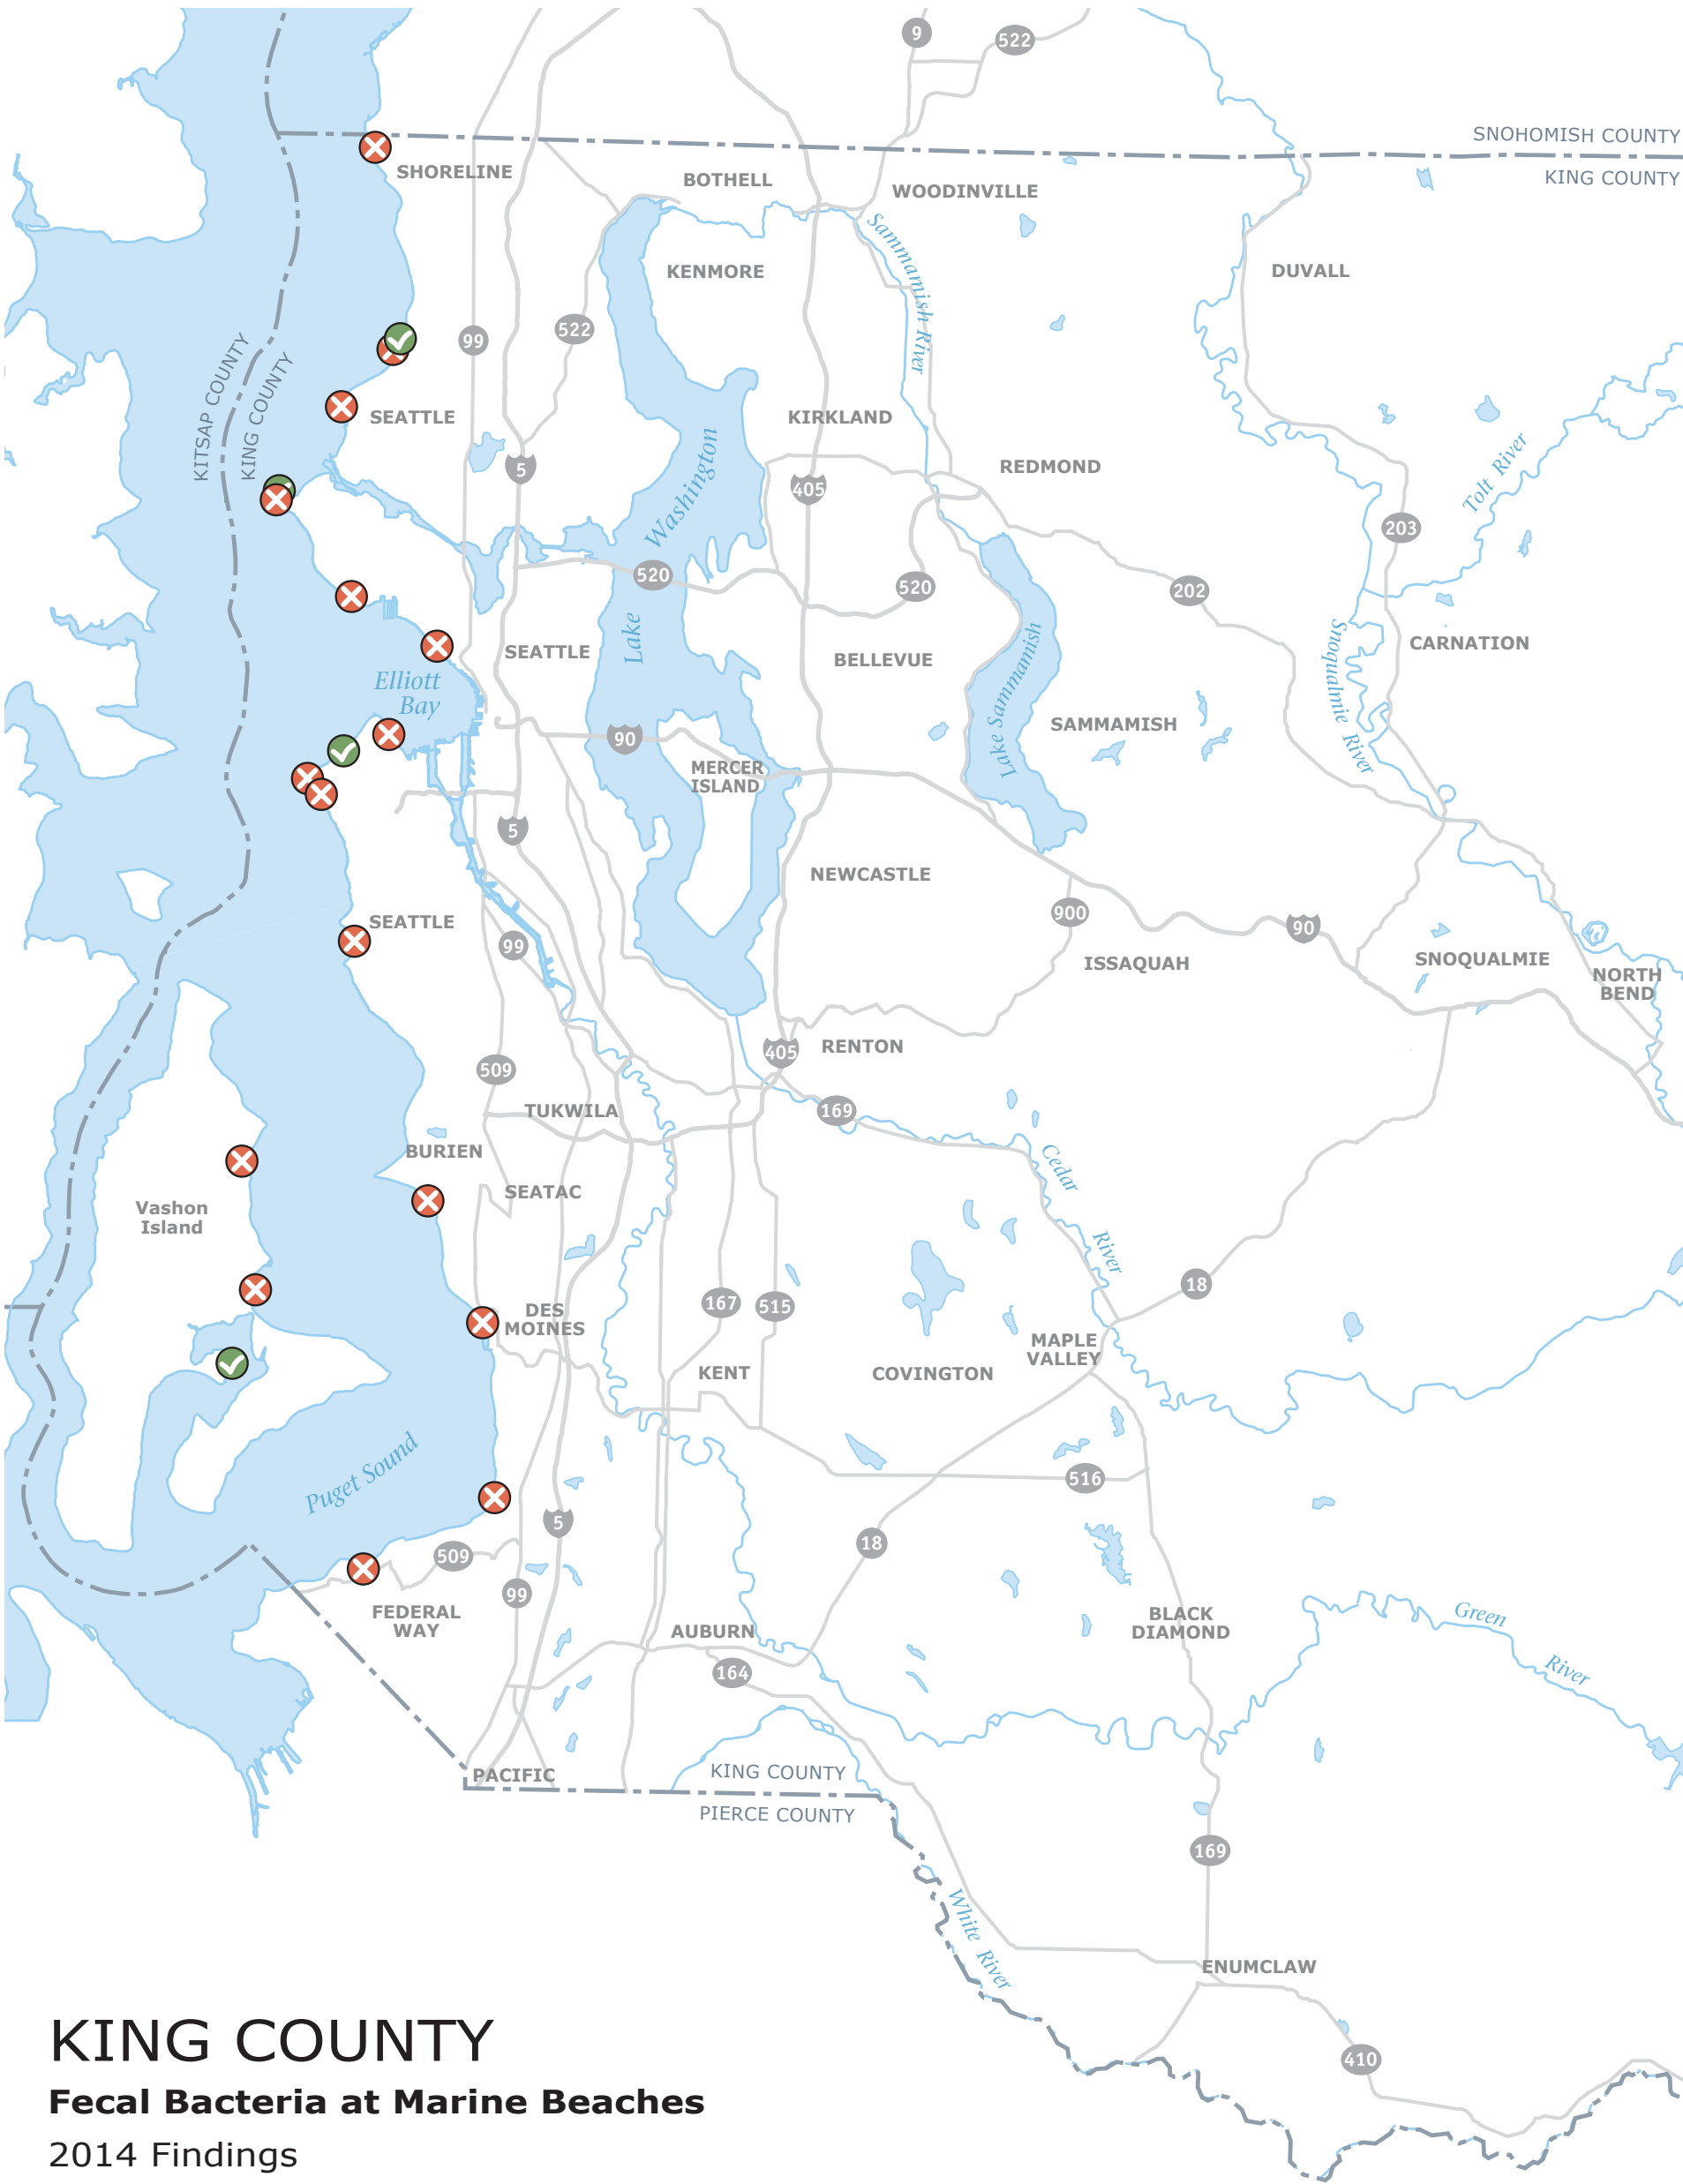 9
522
SNOHOMISH COUNTY
KING COUNTY
SHORELINE
BOTHELL
WOODINVILLE
Sammamish River
KENMORE
DUVALL
99
522
KITSAP COUNTY
KING COUNTY
SEATTLE
KIRKLAND
5
405
REDMOND
Tolt River
203
Lake Washington
520
520
202
SEATTLE
BELLEVUE
CARNATION
Snoqualmie River
Elliott
Bay
Lake Sammamish
SAMMAMISH
90
MERCER
ISLAND
5
NEWCASTLE
900
90
SEATTLE
99
ISSAQUAH
SNOQUALMIE
NORTH
BEND
405
RENTON
509
TUKWILA
169
BURIEN
Cedar River
SEATAC
Vashon
Island
18
167
515
DES
MOINES
MAPLE
VALLEY
KENT
COVINGTON
Puget Sound
516
5
18
509
99
FEDERAL
WAY
AUBURN
BLACK
DIAMOND
Green River
164
PACIFIC
KING COUNTY
PIERCE COUNTY
169
White River
ENUMCLAW
410
KING COUNTY
Fecal Bacteria at Marine Beaches
2014 Findings